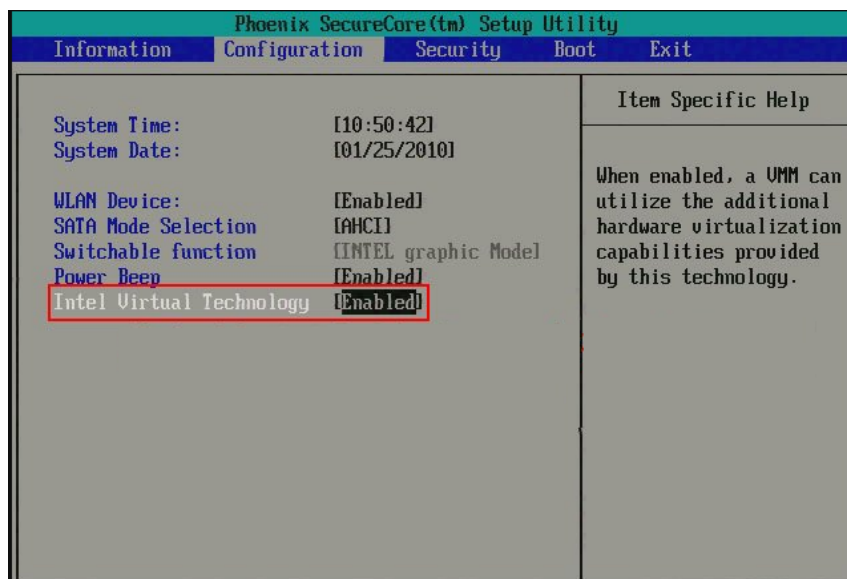 Phoenix SecureCore(tm) Setup Utility
Information Configuration Security Boot Exit
Item Specific Help
System Time: [10:50:42]
System Date: [01/25/2010]
When enabled, a VMM can
WLAN Device: [Enabled] utilize the additional
SATA Mode Selection [AHCI] hardware virtualization
Switchable function [INTEL graphic Mode] capabilities provided
Power Beep [Enabled] by this technology.
Intel Virtual Technology [Enabled]